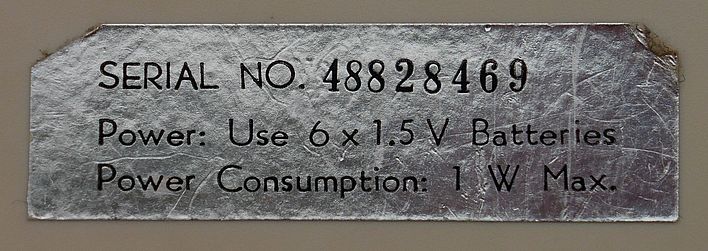 SERIAL NO. 48828469
Power: Use 6 x 1.5 V Batteries
Power Consumption: 1 W Max.